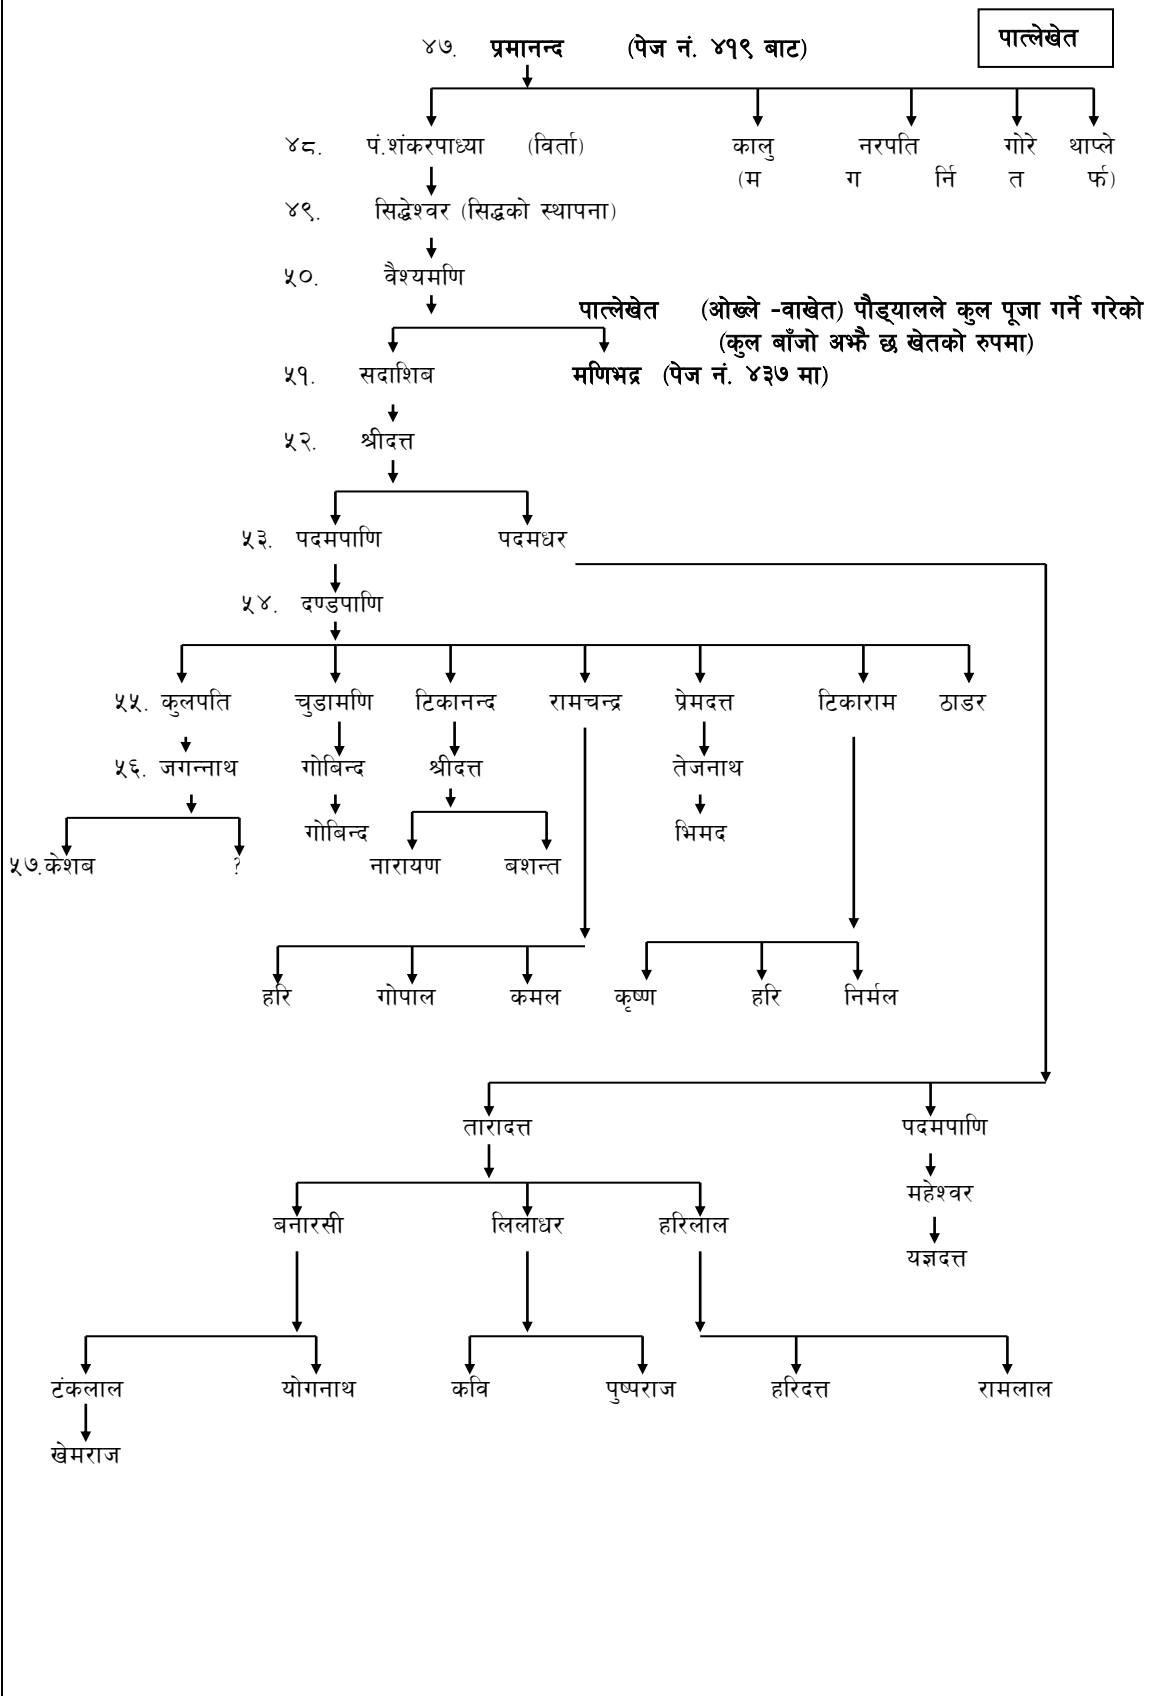 पात्लेखेत
४७. प्रमानन्द (पेज नं. ४१९ बाट)
४८. पं.शंकरपाध्या (विर्ता) कालु नरपति गोरे थाप्ले
(म ग र्नि त र्फ)
४९. सिद्धेश्वर (सिद्धको स्थापना)
५०. वैश्यमणि
पात्लेखेत (ओख्ले -वाखेत) पौड्यालले कुल पूजा गर्ने गरेको
(कुल बाँजो अझै छ खेतको रुपमा)
५१. सदाशिब मणिभद्र (पेज नं. ४३७ मा)
५२. श्रीदत्त
५३. पदमपाणि पदमधर
५४. दण्डपाणि
५५. कुलपति चुडामणि टिकानन्द रामचन्द्र प्रेमदत्त टिकाराम ठाडर
५६. जगन्नाथ गोबिन्द श्रीदत्त तेजनाथ
गोबिन्द भिमद
५७.केशब ? नारायण बशन्त
हरि गोपाल कमल कृष्ण हरि निर्मल
तारादत्त पदमपाणि
महेश्वर
बनारसी लिलाधर हरिलाल
यज्ञदत्त
टंकलाल योगनाथ कवि पुष्पराज हरिदत्त रामलाल
खेमराज